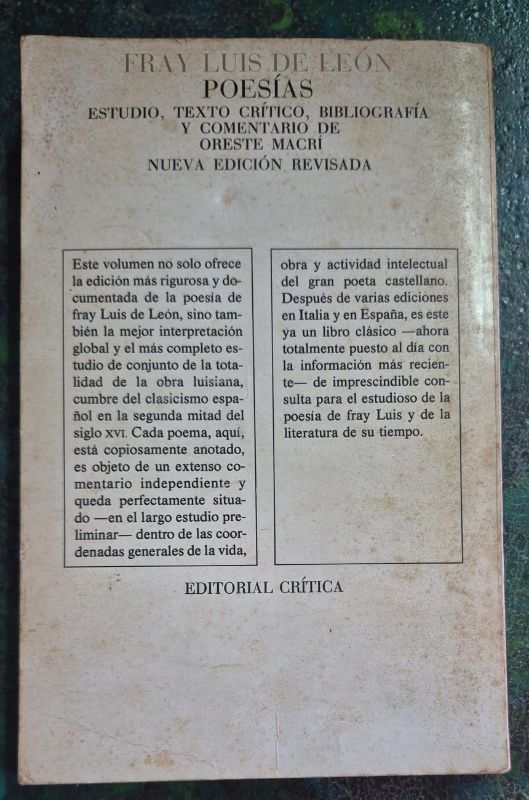 FRAY LUIS DE LEÓN
POESÍAS
ESTUDIO, TEXTO CRÍTICO, BIBLIOGRAFÍA
Y COMENTARIO DE
ORESTE MACRÍ
NUEVA EDICIÓN REVISADA
Este volumen no solo ofrece
la edición más rigurosa y do-
cumentada de la poesía de
fray Luis de León, sino tam-
bién la mejor interpretación
global y el más completo es-
tudio de conjunto de la tota-
lidad de la obra luisiana,
cumbre del clasicismo espa-
ñol en la segunda mitad del
siglo XVI. Cada poema, aquí,
está copiosamente anotado,
es objeto de un extenso co-
mentario independiente y
queda perfectamente situa-
do —en el largo estudio pre-
liminar— dentro de las coor-
denadas generales de la vida,
obra y actividad intelectual
del gran poeta castellano.
Después de varias ediciones
en Italia y en España, es este
ya un libro clásico —ahora
totalmente puesto al día con
la información más recien-
te— de imprescindible con-
sulta para el estudioso de la
poesía de fray Luis y de la
literatura de su tiempo.
EDITORIAL CRÍTICA